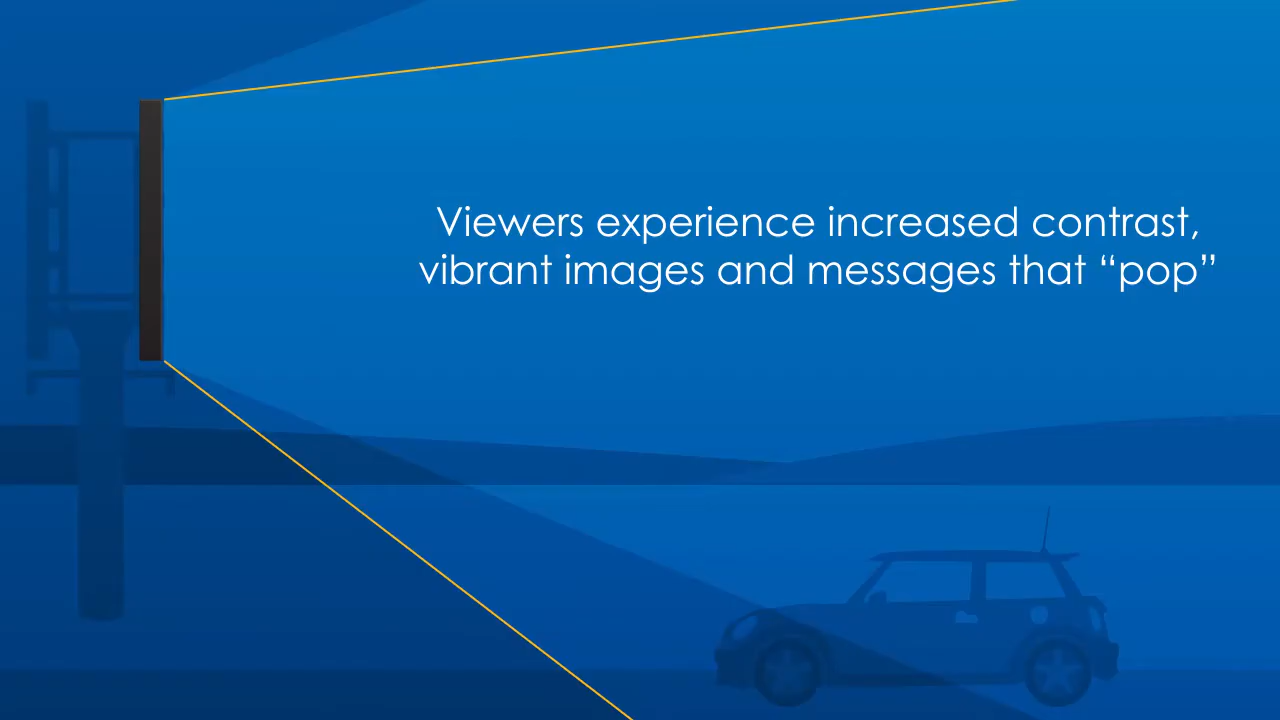 Viewers experience increased contrast,
vibrant images and messages that “pop”